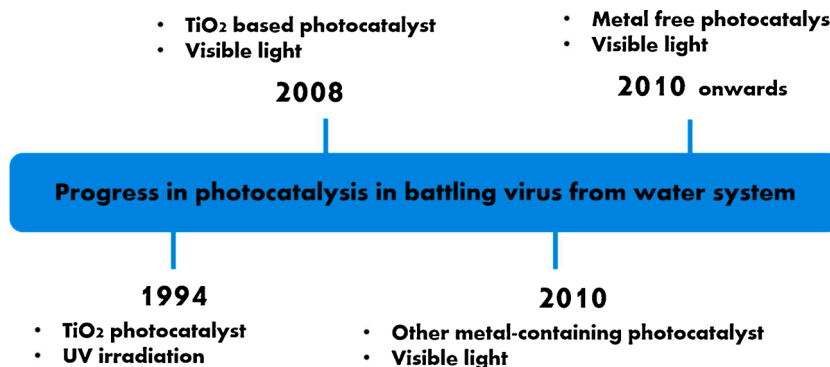 • TiO2 based photocatalyst
• Visible light
2008
• Metal free photocatalys
• Visible light
2010 onwards
Progress in photocatalysis in battling virus from water system
1994
• TiO2 photocatalyst
• UV irradiation
2010
• Other metal-containing photocatalyst
• Visible light